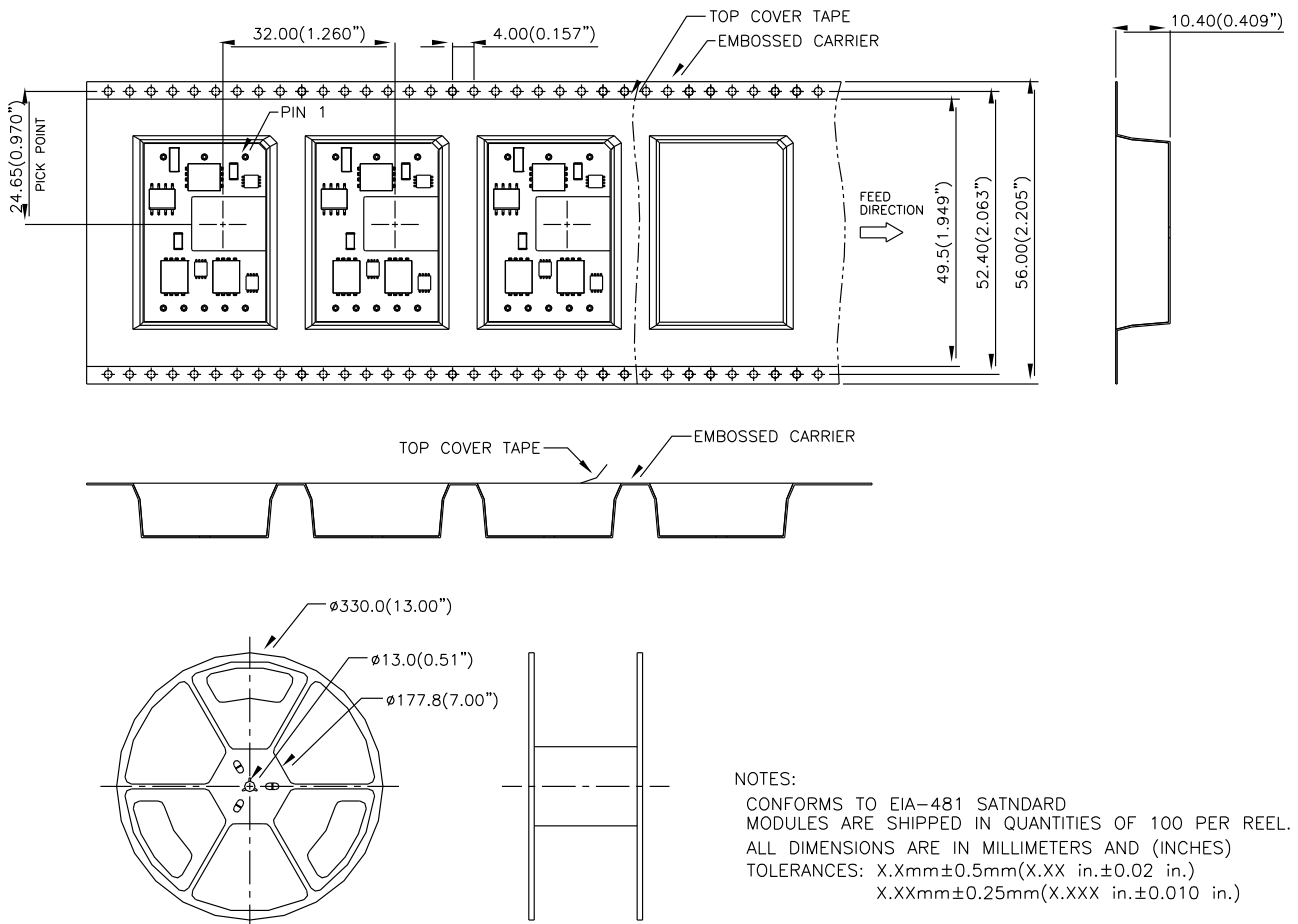 TOP COVER TAPE
EMBOSSED CARRIER
32.00(1.260”)
4.00(0.157”)
10.40(0.409”)
24.65(0.970”)
PICK POINT
PIN 1
FEED
DIRECTION
49.5(1.949”)
52.40(2.063”)
56.00(2.205”)
TOP COVER TAPE
EMBOSSED CARRIER
ø330.0(13.00”)
ø13.0(0.51”)
ø177.8(7.00”)
NOTES:
CONFORMS TO EIA-481 SATNDARD
MODULES ARE SHIPPED IN QUANTITIES OF 100 PER REEL.
ALL DIMENSIONS ARE IN MILLIMETERS AND (INCHES)
TOLERANCES: X.Xmm±0.5mm(X.XX in.±0.02 in.)
X.XXmm±0.25mm(X.XXX in.±0.010 in.)